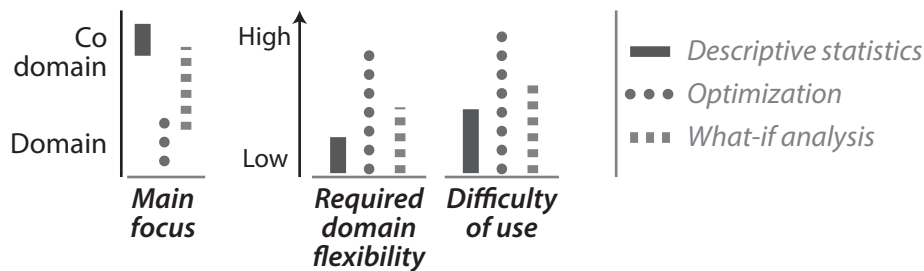 Co
domain
Domain
Main
focus
High
Low
Required
domain
flexibility
Difficulty
of use
Descriptive statistics
Optimization
What-if analysis